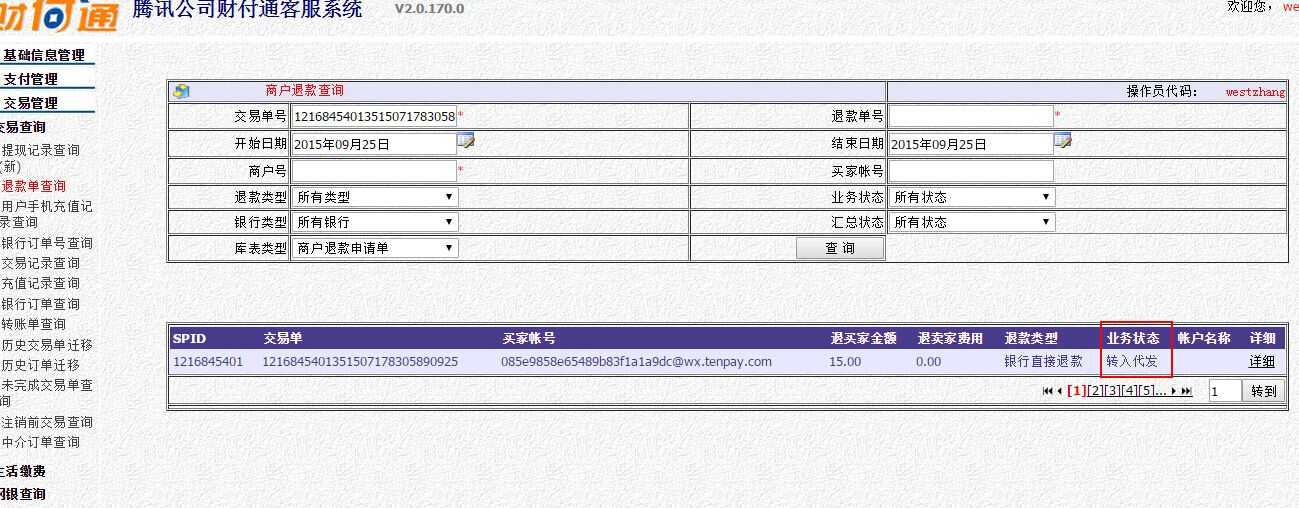 财付通 腾讯公司财付通客服系统 V2.0.170.0 欢迎您，we
基础信息管理
支付管理
交易管理
交易查询
提现记录查询
(新)
退款单查询
用户手机充值记
录查询
银行订单号查询
交易记录查询
充值记录查询
银行订单查询
转账单查询
历史交易单迁移
历史订单迁移
未完成交易单查
询
注销前交易查询
中介订单查询
生活缴费
网银查询
商户退款查询 操作员代码： westzhang
交易单号 12168454013515071783058 * 退款单号 *
开始日期 2015年09月25日 结束日期 2015年09月25日
商户号 * 买家帐号
退款类型 所有类型 业务状态 所有状态
银行类型 所有银行 汇总状态 所有状态
库表类型 商户退款申请单 查 询
SPID 交易单 买家帐号 退买家金额 退卖家费用 退款类型 业务状态 帐户名称 详细
1216845401 1216845401351507178305890925 085e9858e65489b83f1a1a9dc@wx.tenpay.com 15.00 0.00 银行直接退款 转入代发 详细
[1][2][3][4][5]... 1 转到